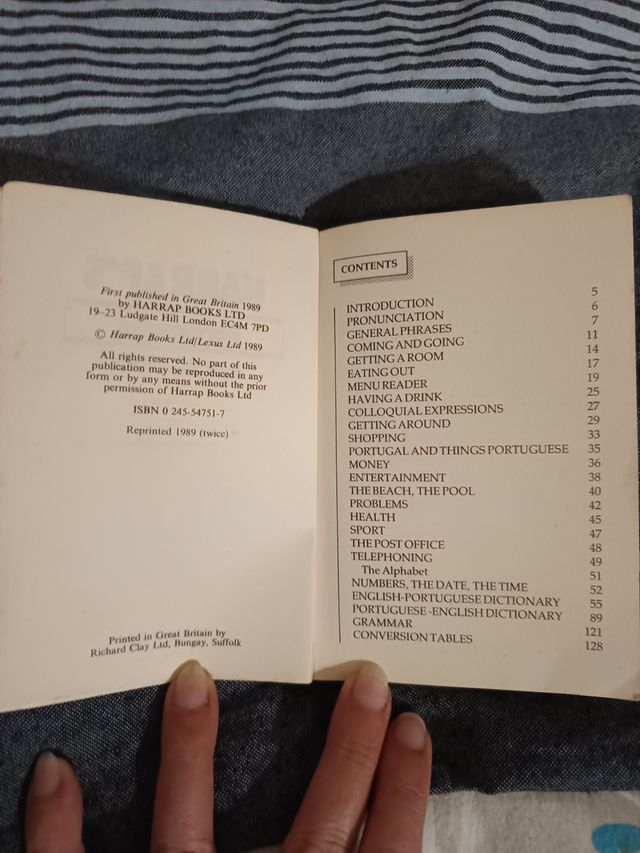 First published in Great Britain 1989
by HARRAP BOOKS LTD
19–23 Ludgate Hill London EC4M 7PD
© Harrap Books Ltd/Lexus Ltd 1989
All rights reserved. No part of this
publication may be reproduced in any
form or by any means without the prior
permission of Harrap Books Ltd
ISBN 0 245-54751-7
Reprinted 1989 (twice)
Printed in Great Britain by
Richard Clay Ltd, Bungay, Suffolk
CONTENTS
INTRODUCTION 5
PRONUNCIATION 6
GENERAL PHRASES 7
COMING AND GOING 11
GETTING A ROOM 14
EATING OUT 17
MENU READER 19
HAVING A DRINK 25
COLLOQUIAL EXPRESSIONS 27
GETTING AROUND 29
SHOPPING 33
PORTUGAL AND THINGS PORTUGUESE 35
MONEY 36
ENTERTAINMENT 38
THE BEACH, THE POOL 40
PROBLEMS 42
HEALTH 45
SPORT 47
THE POST OFFICE 48
TELEPHONING 49
The Alphabet 51
NUMBERS, THE DATE, THE TIME 52
ENGLISH-PORTUGUESE DICTIONARY 55
PORTUGUESE -ENGLISH DICTIONARY 89
GRAMMAR 121
CONVERSION TABLES 128